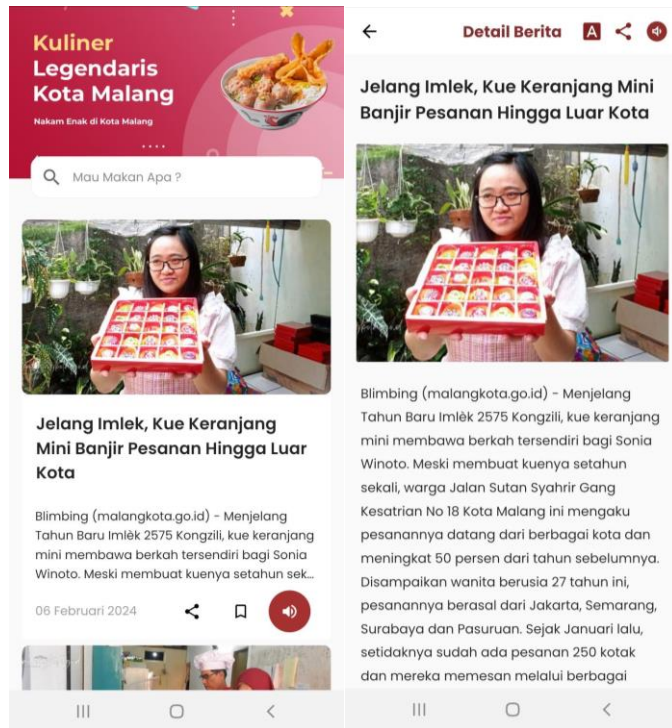 Kuliner
Legendaris
Kota Malang
Nakam Enak di Kota Malang
Mau Makan Apa ?
Jelang Imlek, Kue Keranjang
Mini Banjir Pesanan Hingga Luar
Kota
Blimbing (malangkota.go.id) - Menjelang
Tahun Baru Imlèk 2575 Kongzili, kue keranjang
mini membawa berkah tersendiri bagi Sonia
Winoto. Meski membuat kuenya setahun sek...
06 Februari 2024
Detail Berita
A
Jelang Imlek, Kue Keranjang Mini
Banjir Pesanan Hingga Luar Kota
Blimbing (malangkota.go.id) - Menjelang
Tahun Baru Imlèk 2575 Kongzili, kue keranjang
mini membawa berkah tersendiri bagi Sonia
Winoto. Meski membuat kuenya setahun
sekali, warga Jalan Sutan Syahrir Gang
Kesatrian No 18 Kota Malang ini mengaku
pesanannya datang dari berbagai kota dan
meningkat 50 persen dari tahun sebelumnya.
Disampaikan wanita berusia 27 tahun ini,
pesanannya berasal dari Jakarta, Semarang,
Surabaya dan Pasuruan. Sejak Januari lalu,
setidaknya sudah ada pesanan 250 kotak
dan mereka memesan melalui berbagai